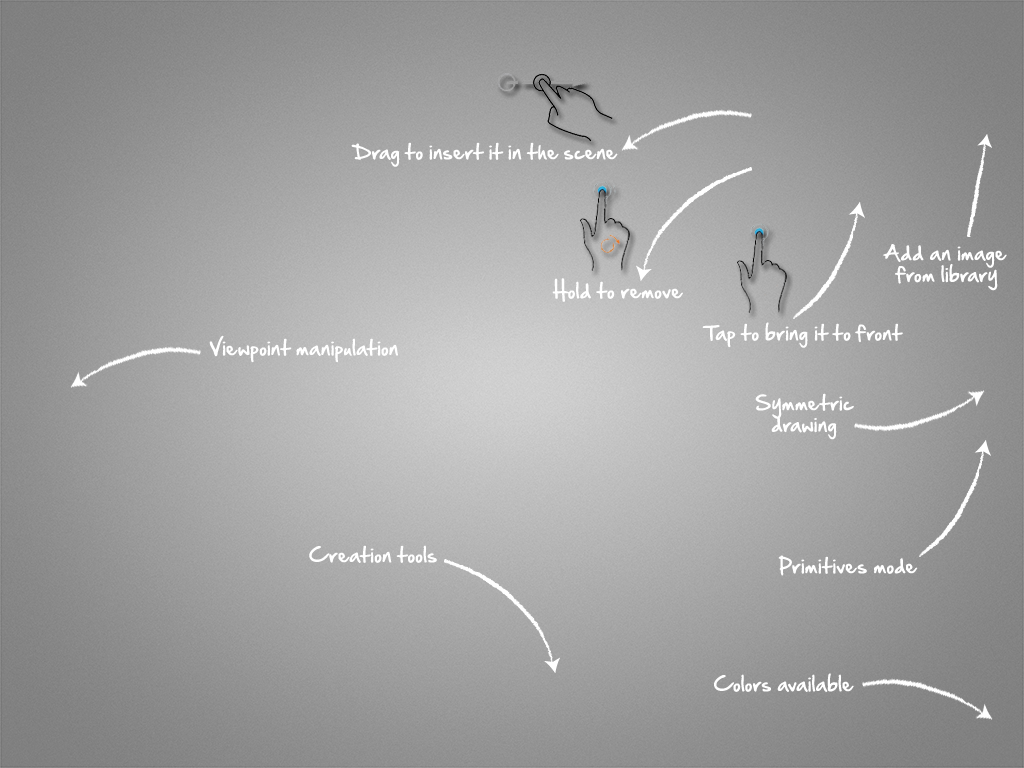 Drag to insert it in the scene
Add an image
from library
Hold to remove
Tap to bring it to front
Viewpoint manipulation
Symmetric
drawing
Creation tools
Primitives mode
Colors available